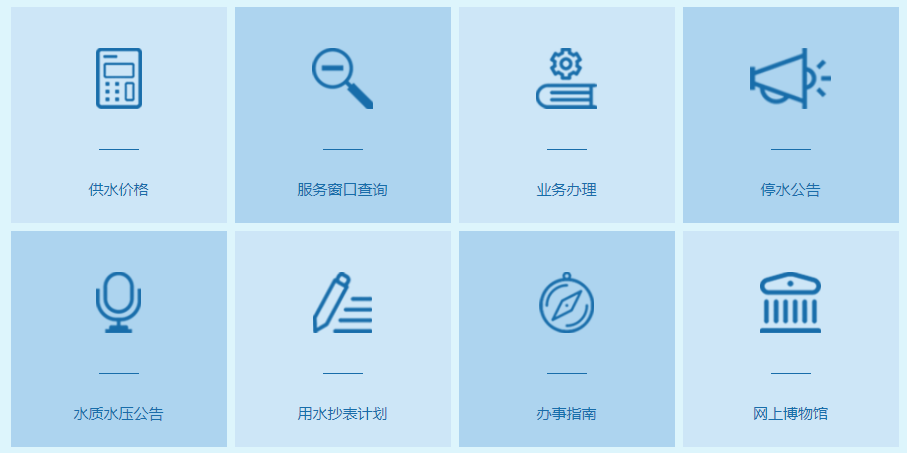 供水价格
服务窗口查询
业务办理
停水公告
水质水压公告
用水抄表计划
办事指南
网上博物馆